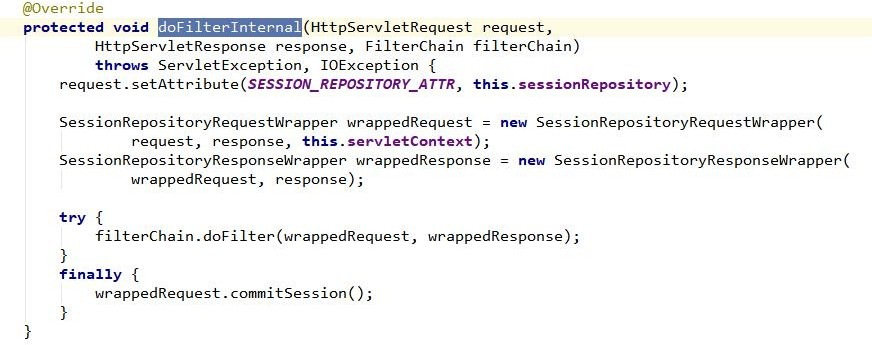 @Override
protected void doFilterInternal(HttpServletRequest request,
        HttpServletResponse response, FilterChain filterChain)
        throws ServletException, IOException {
    request.setAttribute(SESSION_REPOSITORY_ATTR, this.sessionRepository);

    SessionRepositoryRequestWrapper wrappedRequest = new SessionRepositoryRequestWrapper(
            request, response, this.servletContext);
    SessionRepositoryResponseWrapper wrappedResponse = new SessionRepositoryResponseWrapper(
            wrappedRequest, response);

    try {
        filterChain.doFilter(wrappedRequest, wrappedResponse);
    }
    finally {
        wrappedRequest.commitSession();
    }
}